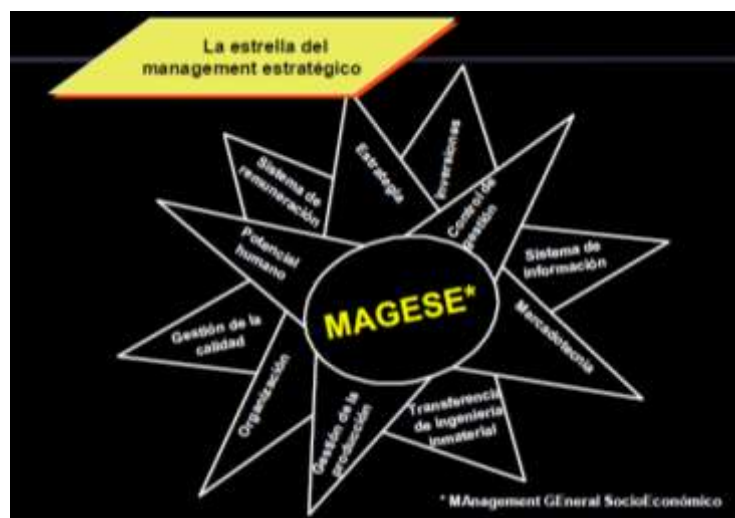 La estrella del
management estratégico
Inversiones
Estrategia
Sistema de
remuneración
Control de
gestión
Potencial
humano
Sistema de
información
MAGESE*
Mercadotecnia
Gestión de la
calidad
Organización
Gestión de la
producción
Transferencia
de ingeniería
inmaterial
* MAnagement GEneral SocioEconómico